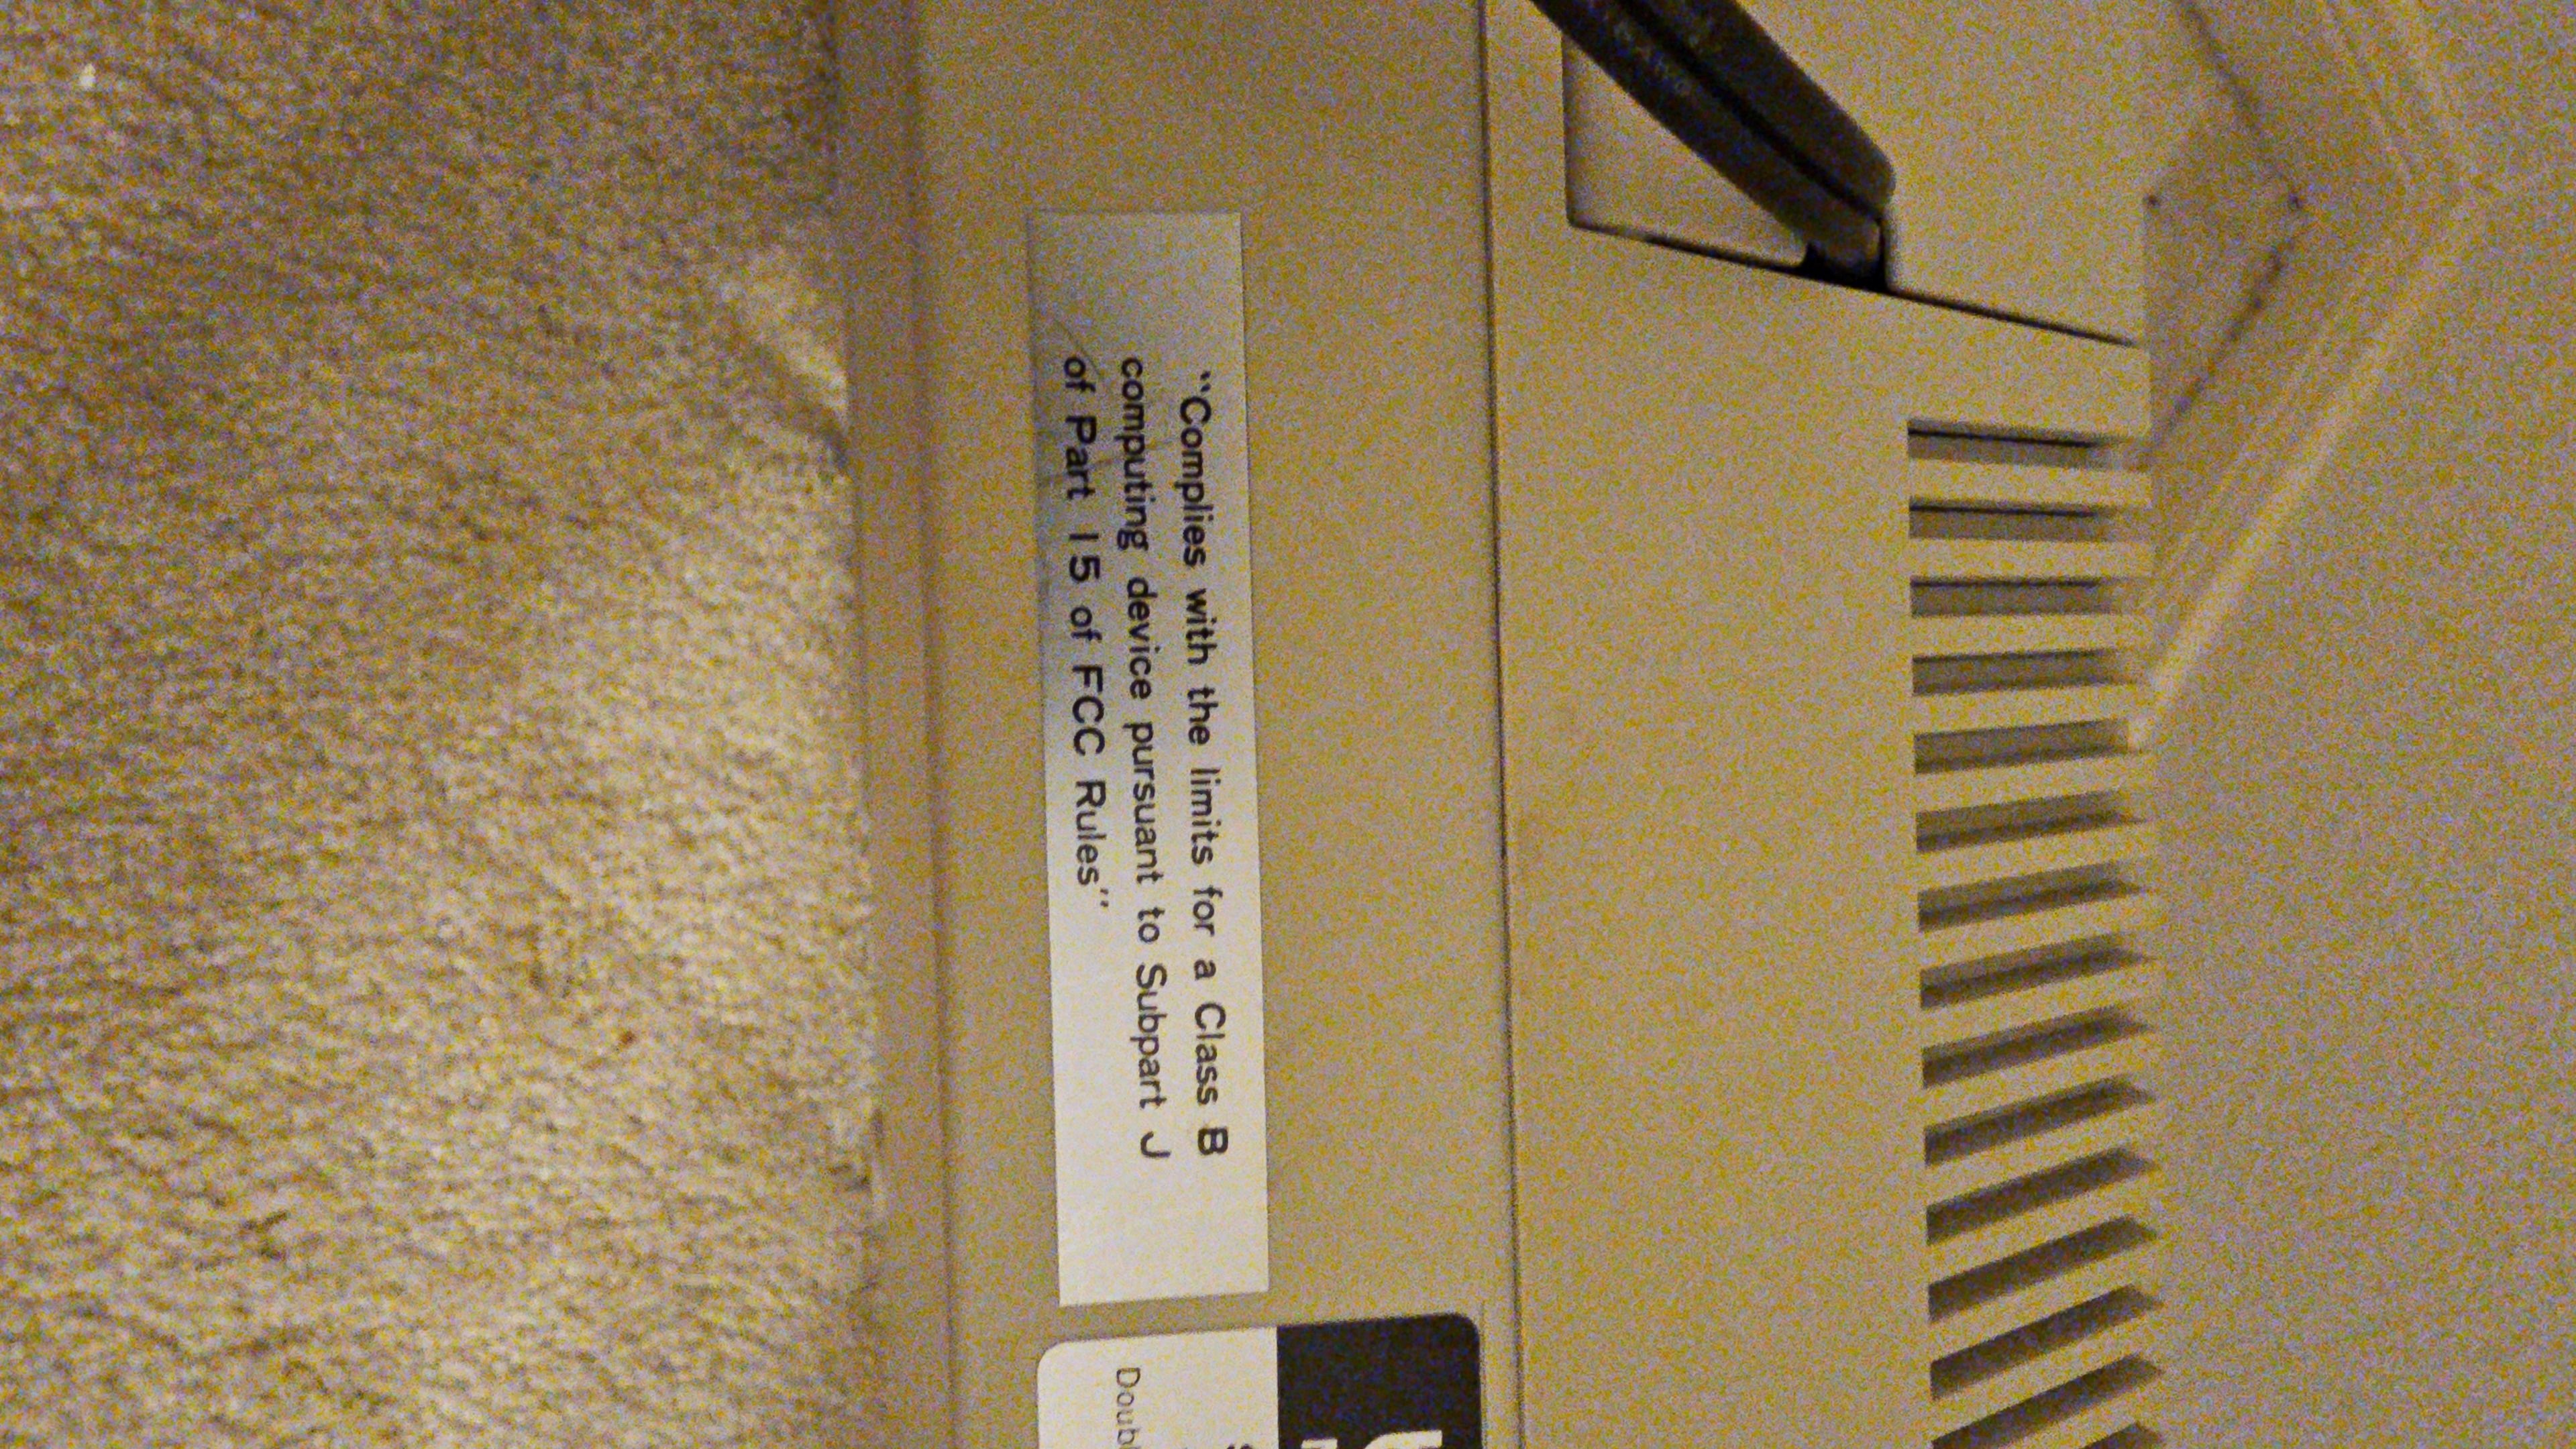 “Complies with the limits for a Class B
computing device pursuant to Subpart J
of Part 15 of FCC Rules”